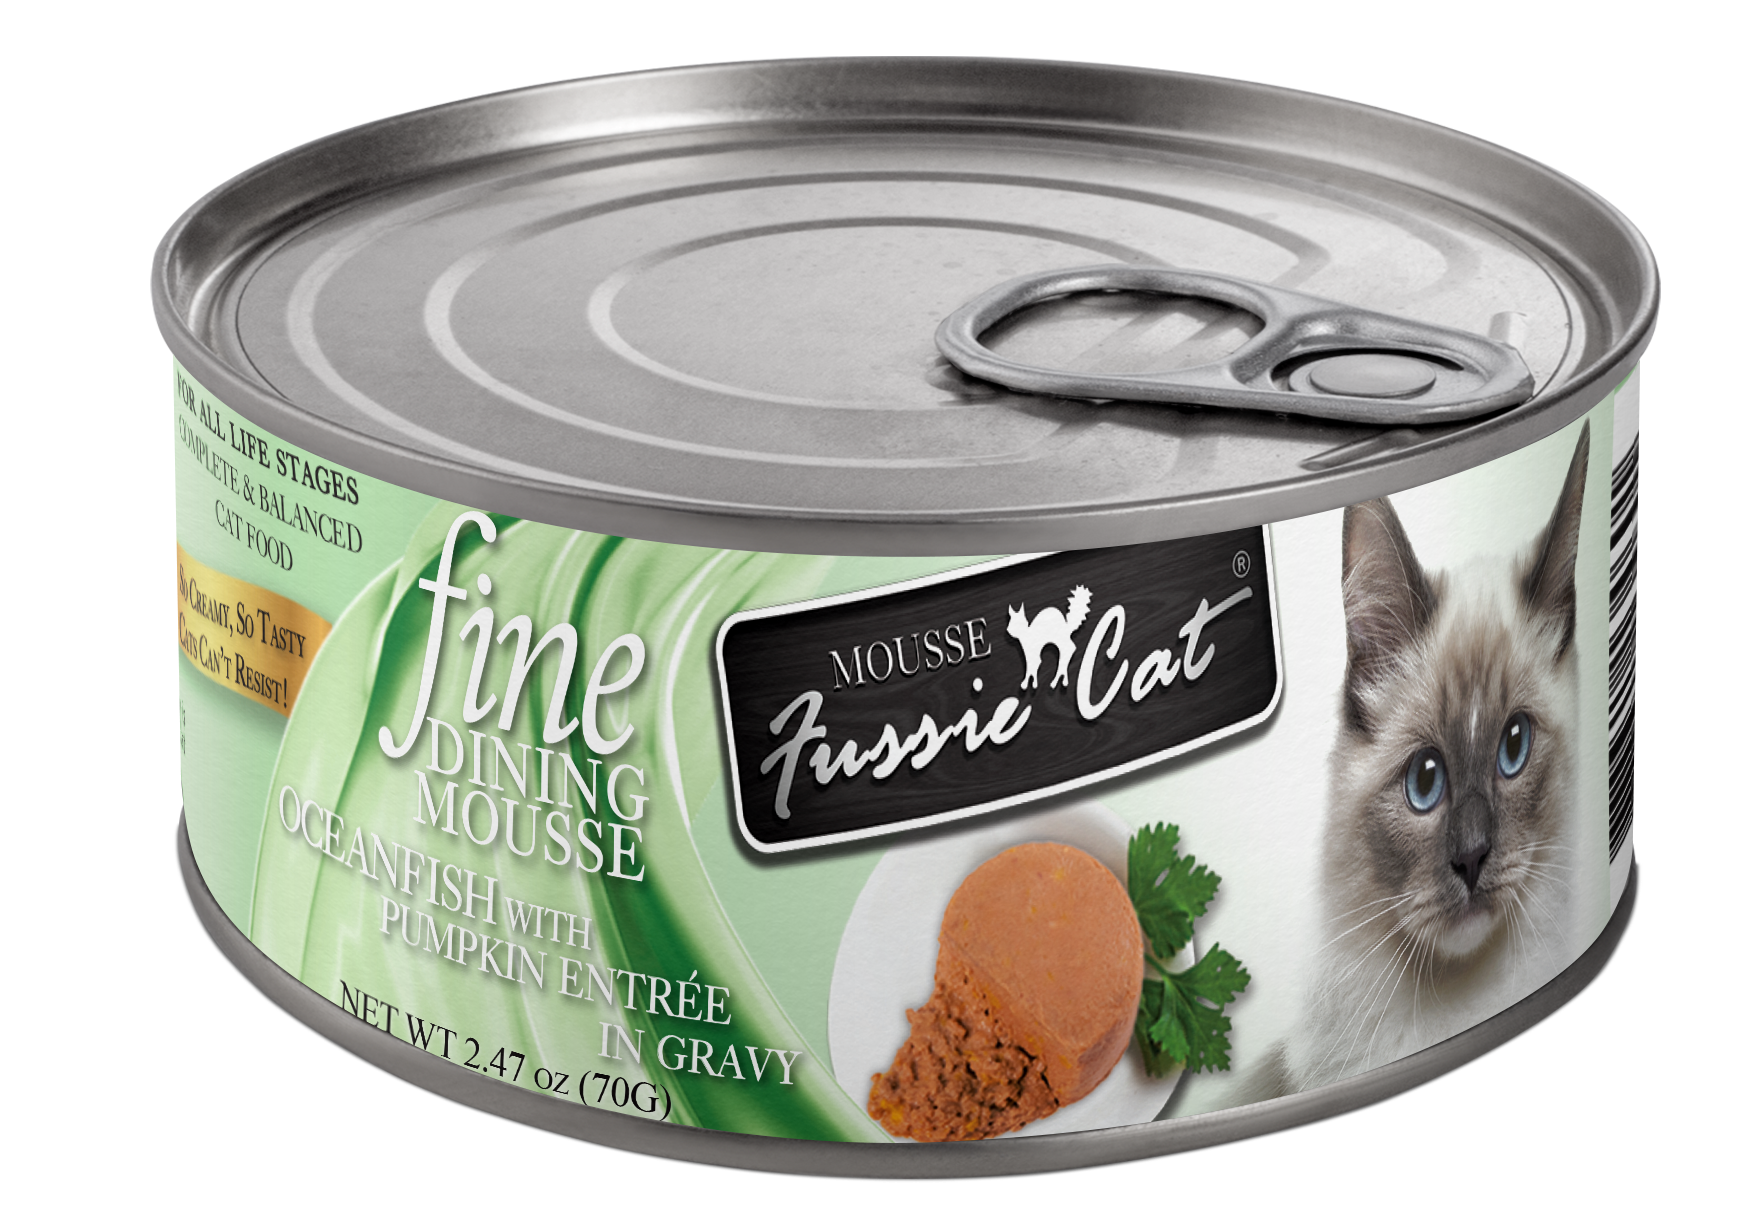 FOR ALL LIFE STAGES
COMPLETE & BALANCED
CAT FOOD
SO CREAMY, SO TASTY
CATS CAN'T RESIST!
fine
DINING
MOUSSE
OCEANFISH WITH
PUMPKIN ENTRÉE
IN GRAVY
NET WT 2.47 OZ (70G)
MOUSSE
Fussie Cat ®